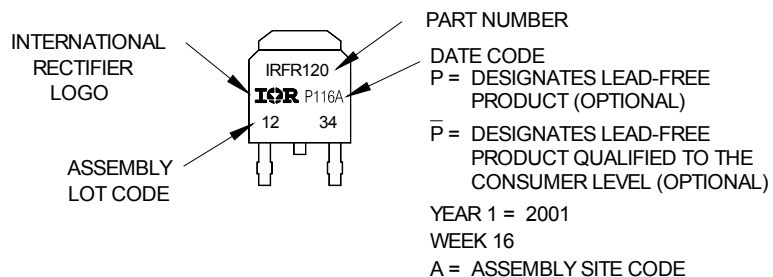 INTERNATIONAL
RECTIFIER
LOGO
ASSEMBLY
LOT CODE
IRFR120
IOR P116A
12 34
PART NUMBER
DATE CODE
P = DESIGNATES LEAD-FREE
PRODUCT (OPTIONAL)
P̅ = DESIGNATES LEAD-FREE
PRODUCT QUALIFIED TO THE
CONSUMER LEVEL (OPTIONAL)
YEAR 1 = 2001
WEEK 16
A = ASSEMBLY SITE CODE